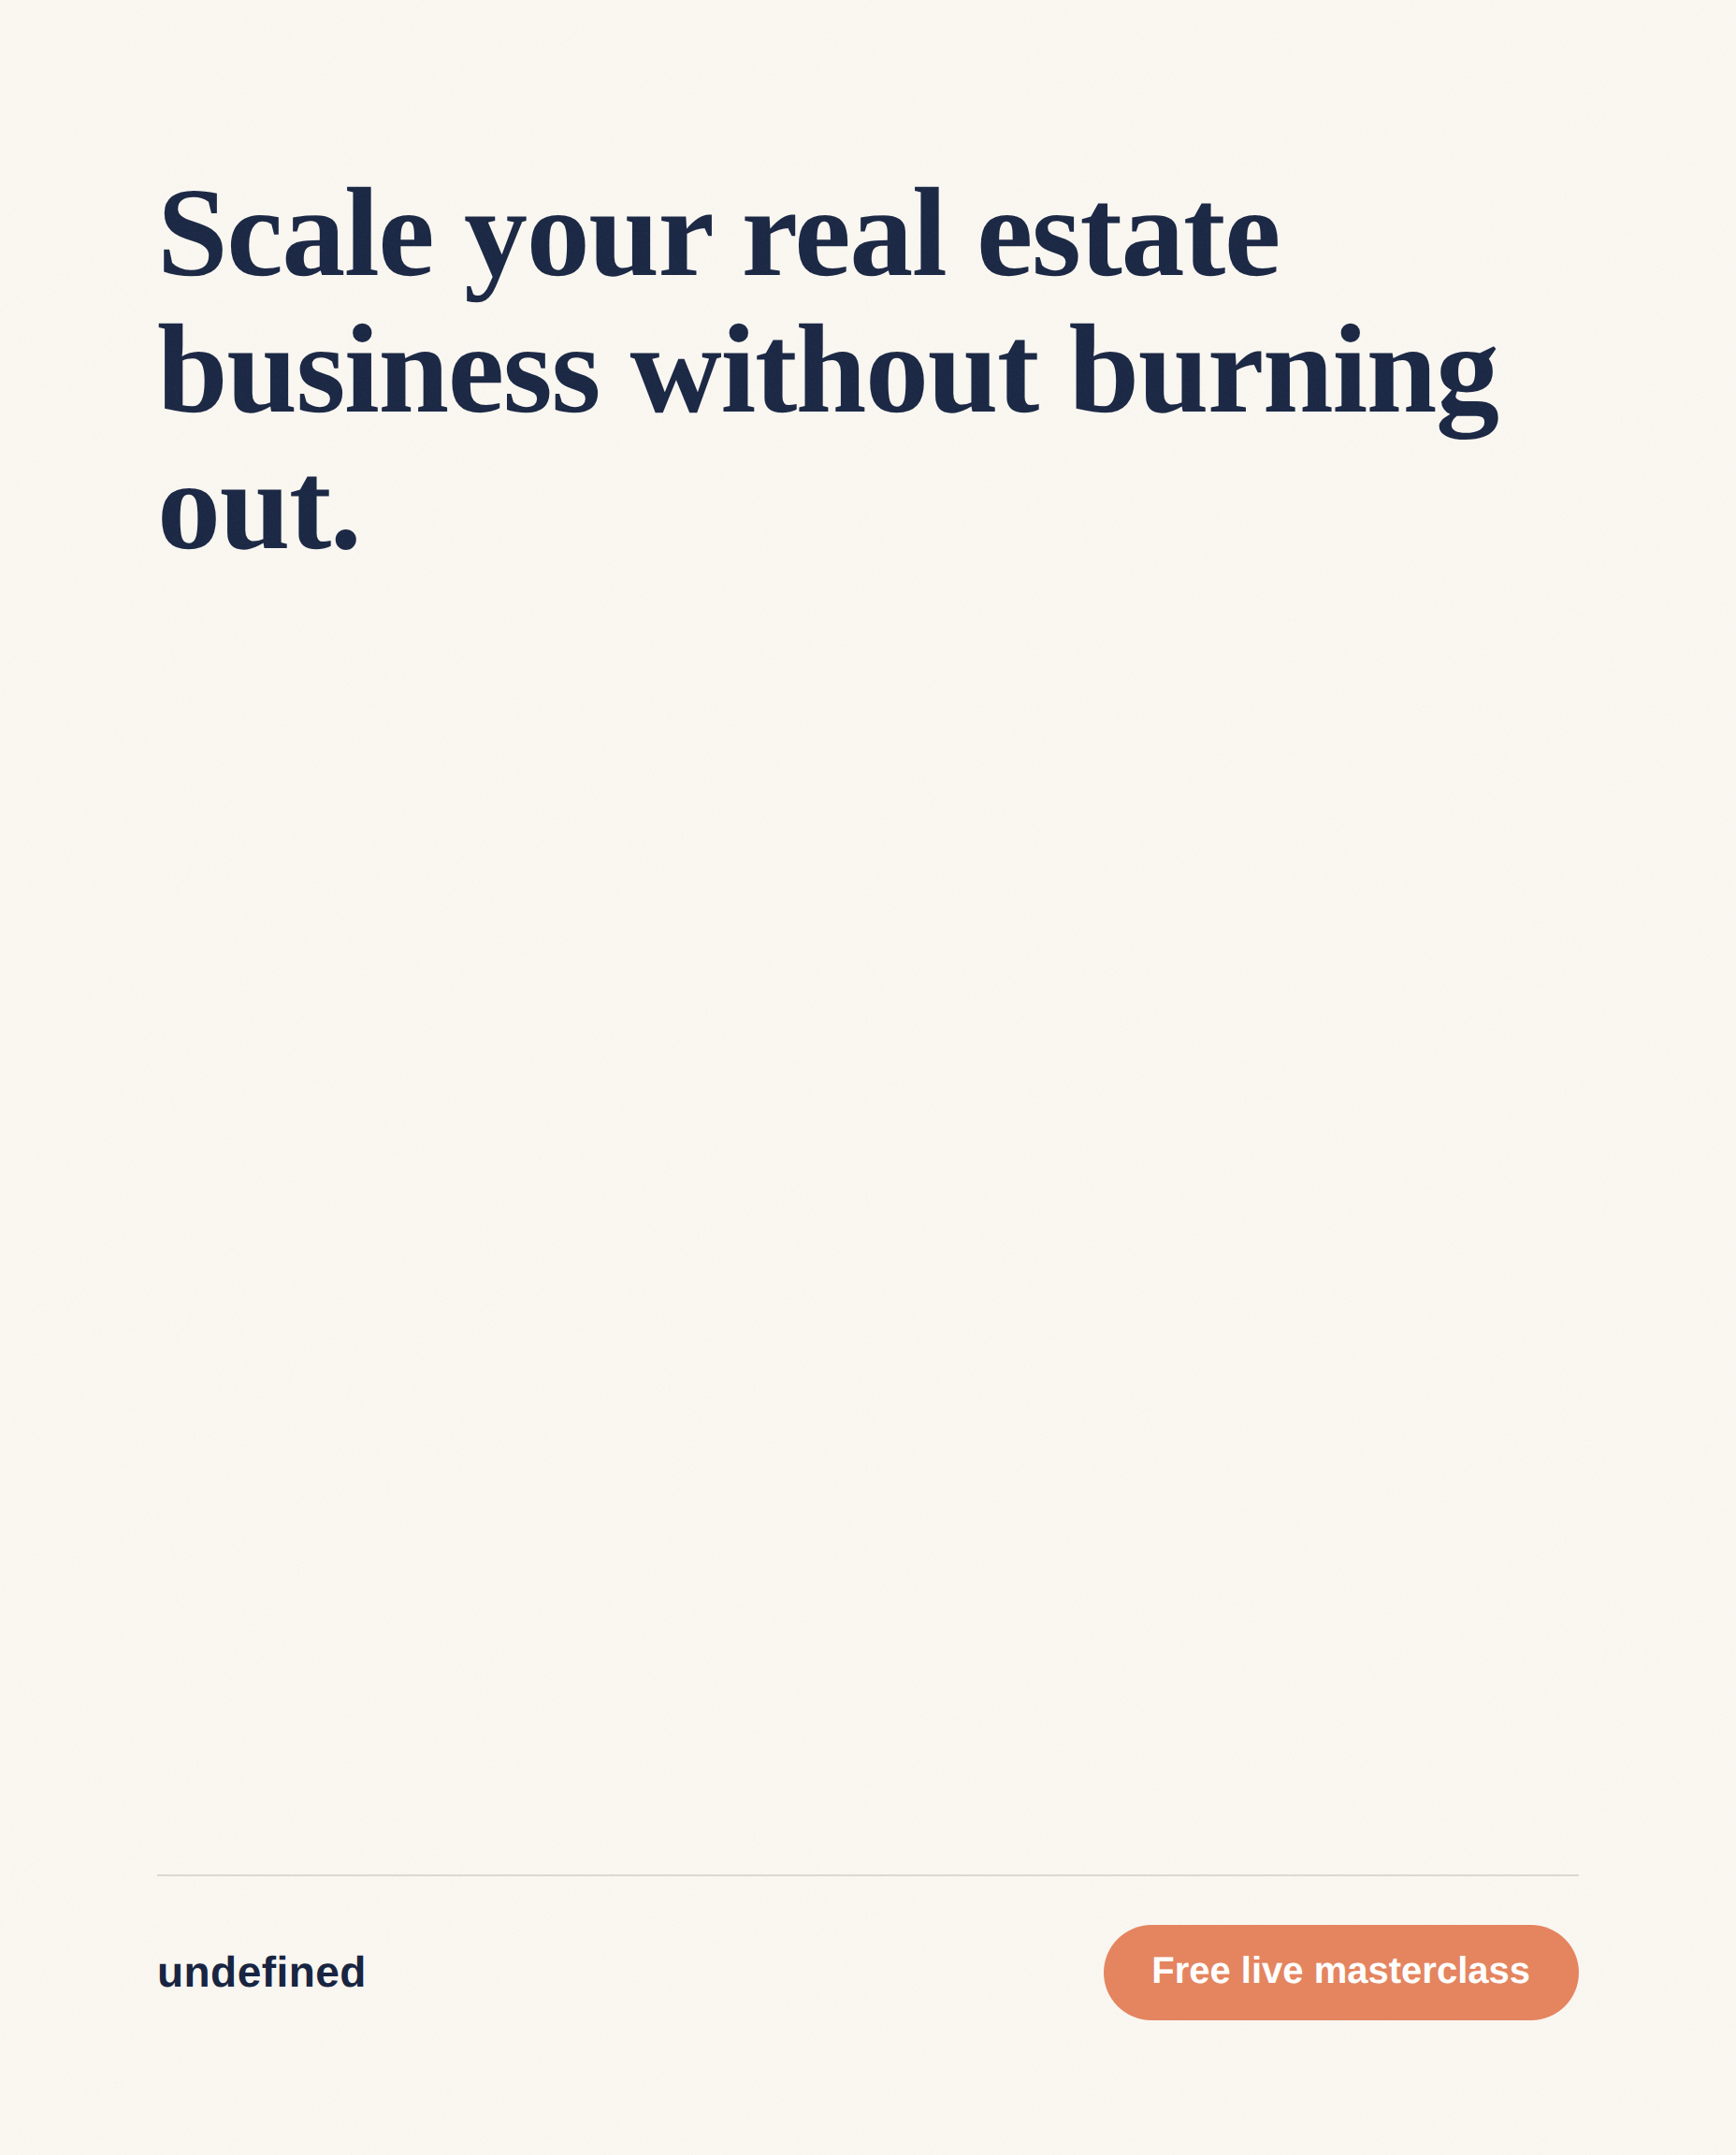 Scale your real estate
business without burning
out.
undefined
Free live masterclass